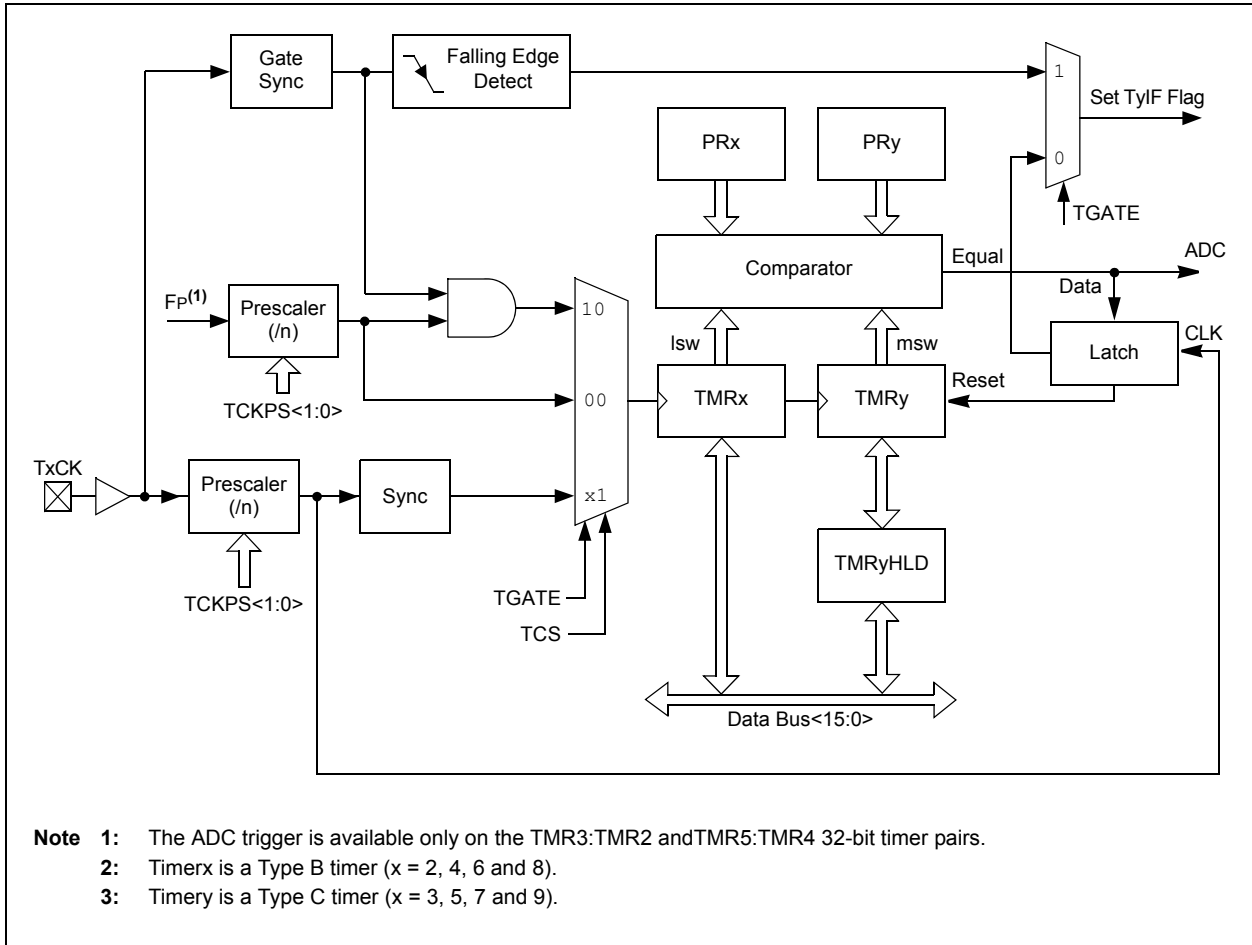 Gate
Sync
Falling Edge
Detect
1
Set TyIF Flag
0
TGATE
PRx
PRy
Comparator
Equal
ADC
Data
FP(1)
Prescaler
(/n)
TCKPS<1:0>
10
00
x1
lsw
msw
Latch
CLK
Reset
TMRx
TMRy
TxCK
Prescaler
(/n)
Sync
TCKPS<1:0>
TGATE
TCS
TMRyHLD
Data Bus<15:0>
Note 1: The ADC trigger is available only on the TMR3:TMR2 andTMR5:TMR4 32-bit timer pairs.
2: Timerx is a Type B timer (x = 2, 4, 6 and 8).
3: Timery is a Type C timer (x = 3, 5, 7 and 9).